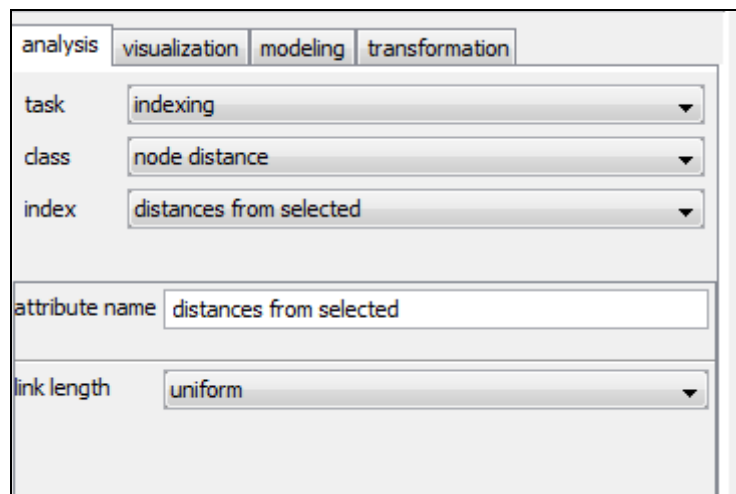 analysis visualization modeling transformation
task indexing
class node distance
index distances from selected
attribute name distances from selected
link length uniform